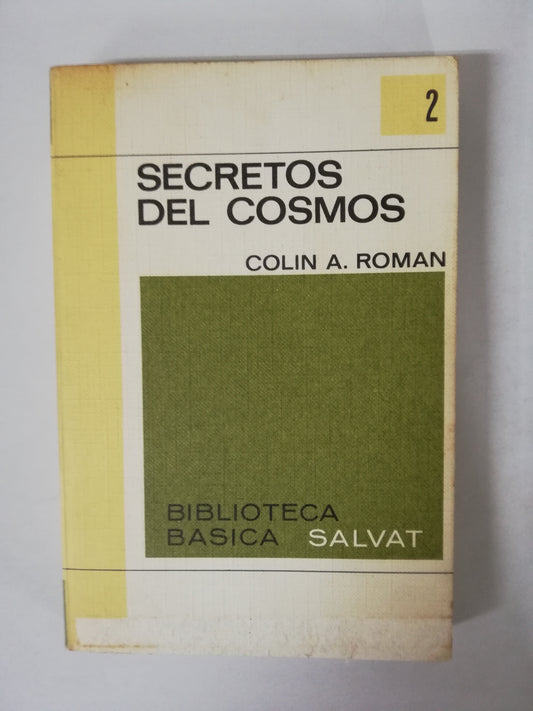 2
SECRETOS
DEL COSMOS
COLIN A. ROMAN
BIBLIOTECA
BASICA SALVAT